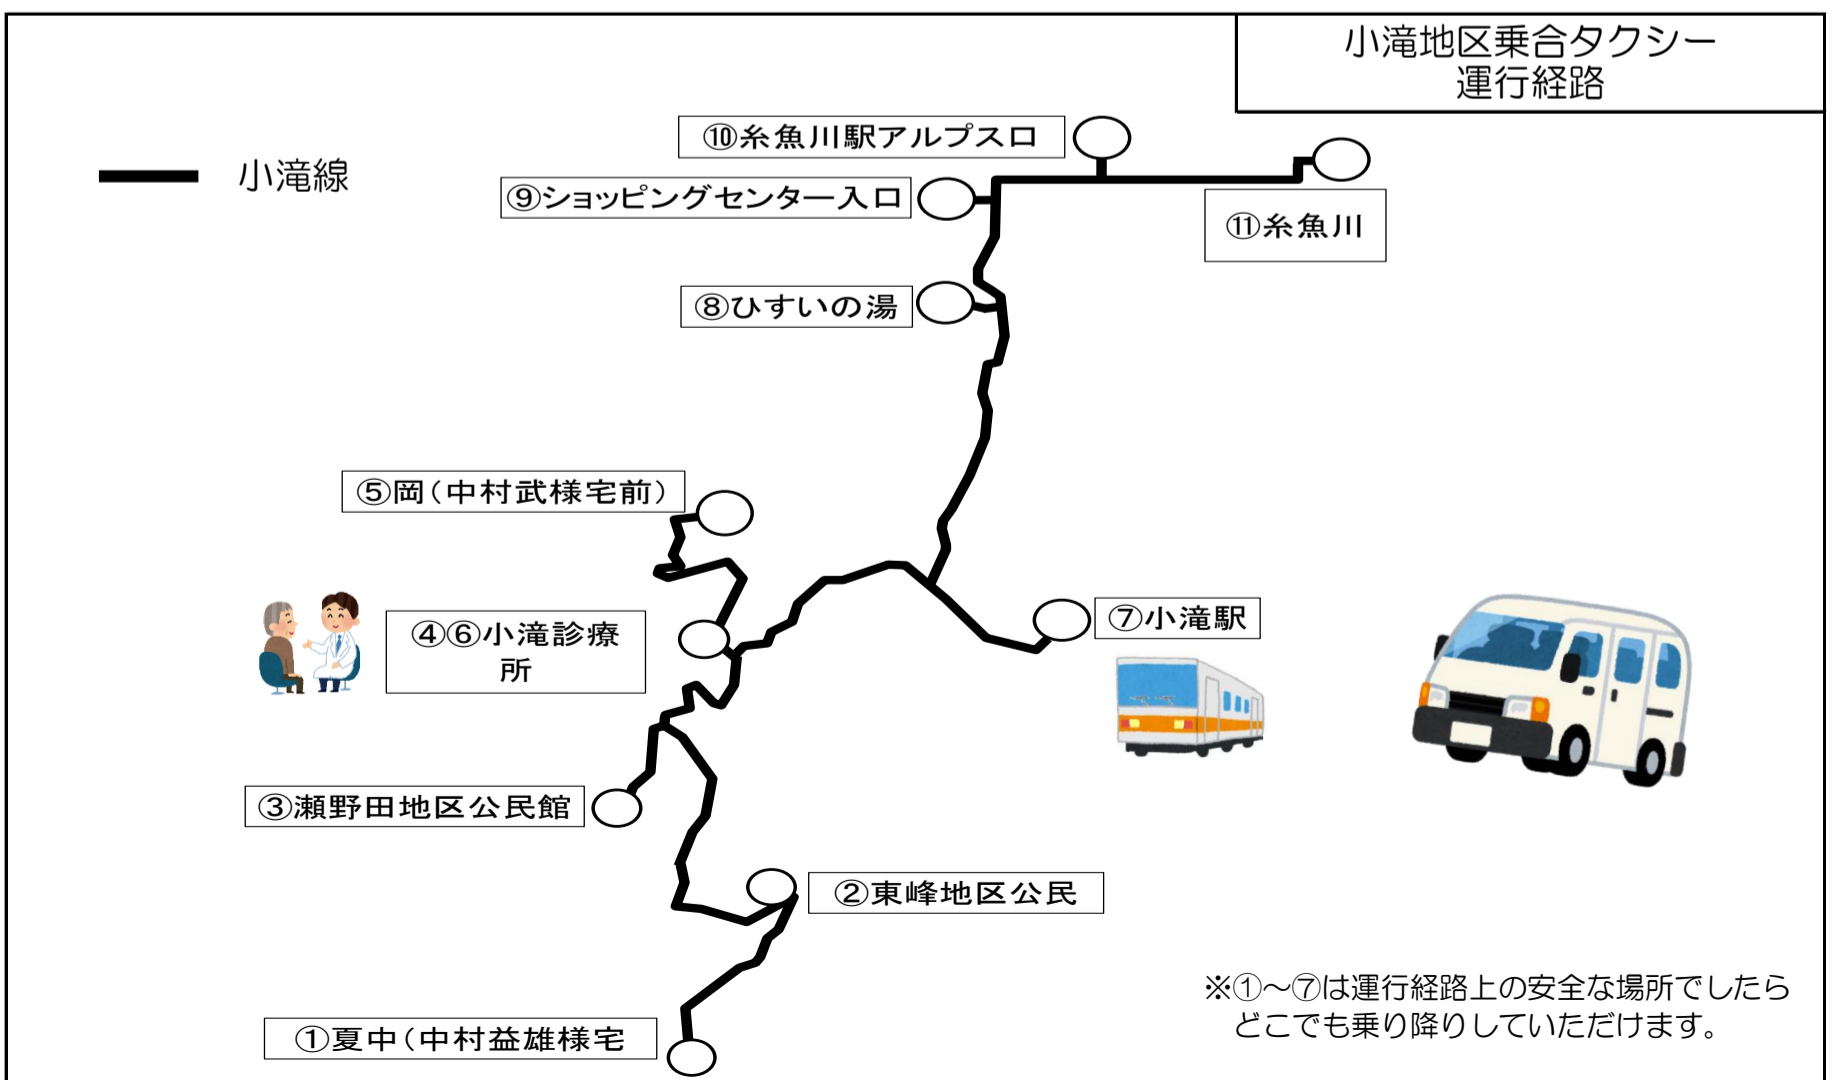 小滝地区乗合タクシー
運行経路
小滝線
⑩糸魚川駅アルプス口
⑨ショッピングセンター入口
⑪糸魚川
⑧ひすいの湯
⑤岡(中村武様宅前)
④⑥小滝診療
所
⑦小滝駅
③瀬野田地区公民館
②東峰地区公民
①夏中(中村益雄様宅
※①～⑦は運行経路上の安全な場所でしたら
どこでも乗り降りしていただけます。